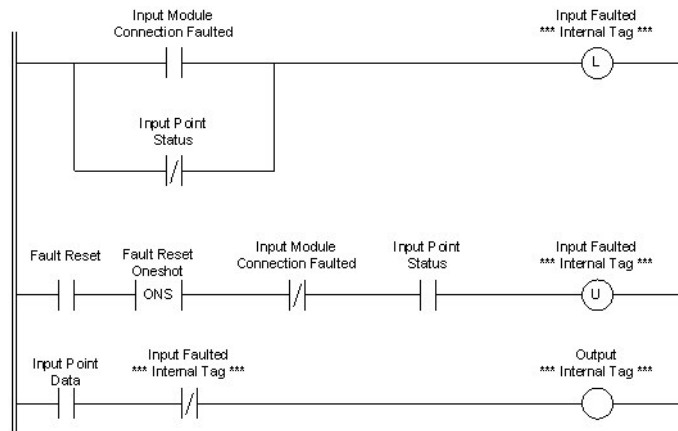 Input Module
Connection Faulted
Input Faulted
*** Internal Tag ***
L
Input Point
Status
Fault Reset
Fault Reset
Oneshot
ONS
Input Module
Connection Faulted
Input Point
Status
Input Faulted
*** Internal Tag ***
U
Input Point
Data
Input Faulted
*** Internal Tag ***
Output
*** Internal Tag ***